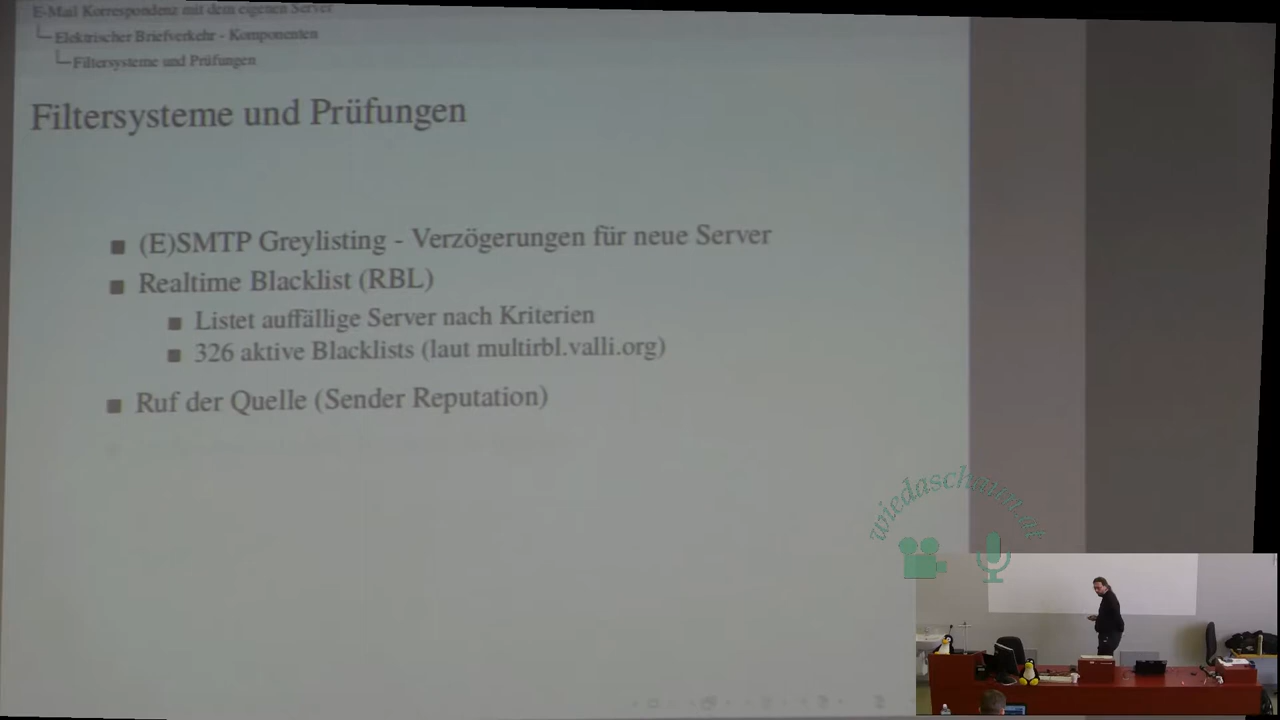 E-Mail Korrespondenz mit dem eigenen Server
Elektrischer Briefverkehr - Komponenten
Filtersysteme und Prüfungen
Filtersysteme und Prüfungen
(E)SMTP Greylisting - Verzögerungen für neue Server
Realtime Blacklist (RBL)
Listet auffällige Server nach Kriterien
326 aktive Blacklists (laut multirbl.valli.org)
Ruf der Quelle (Sender Reputation)
wiedaschauen.at